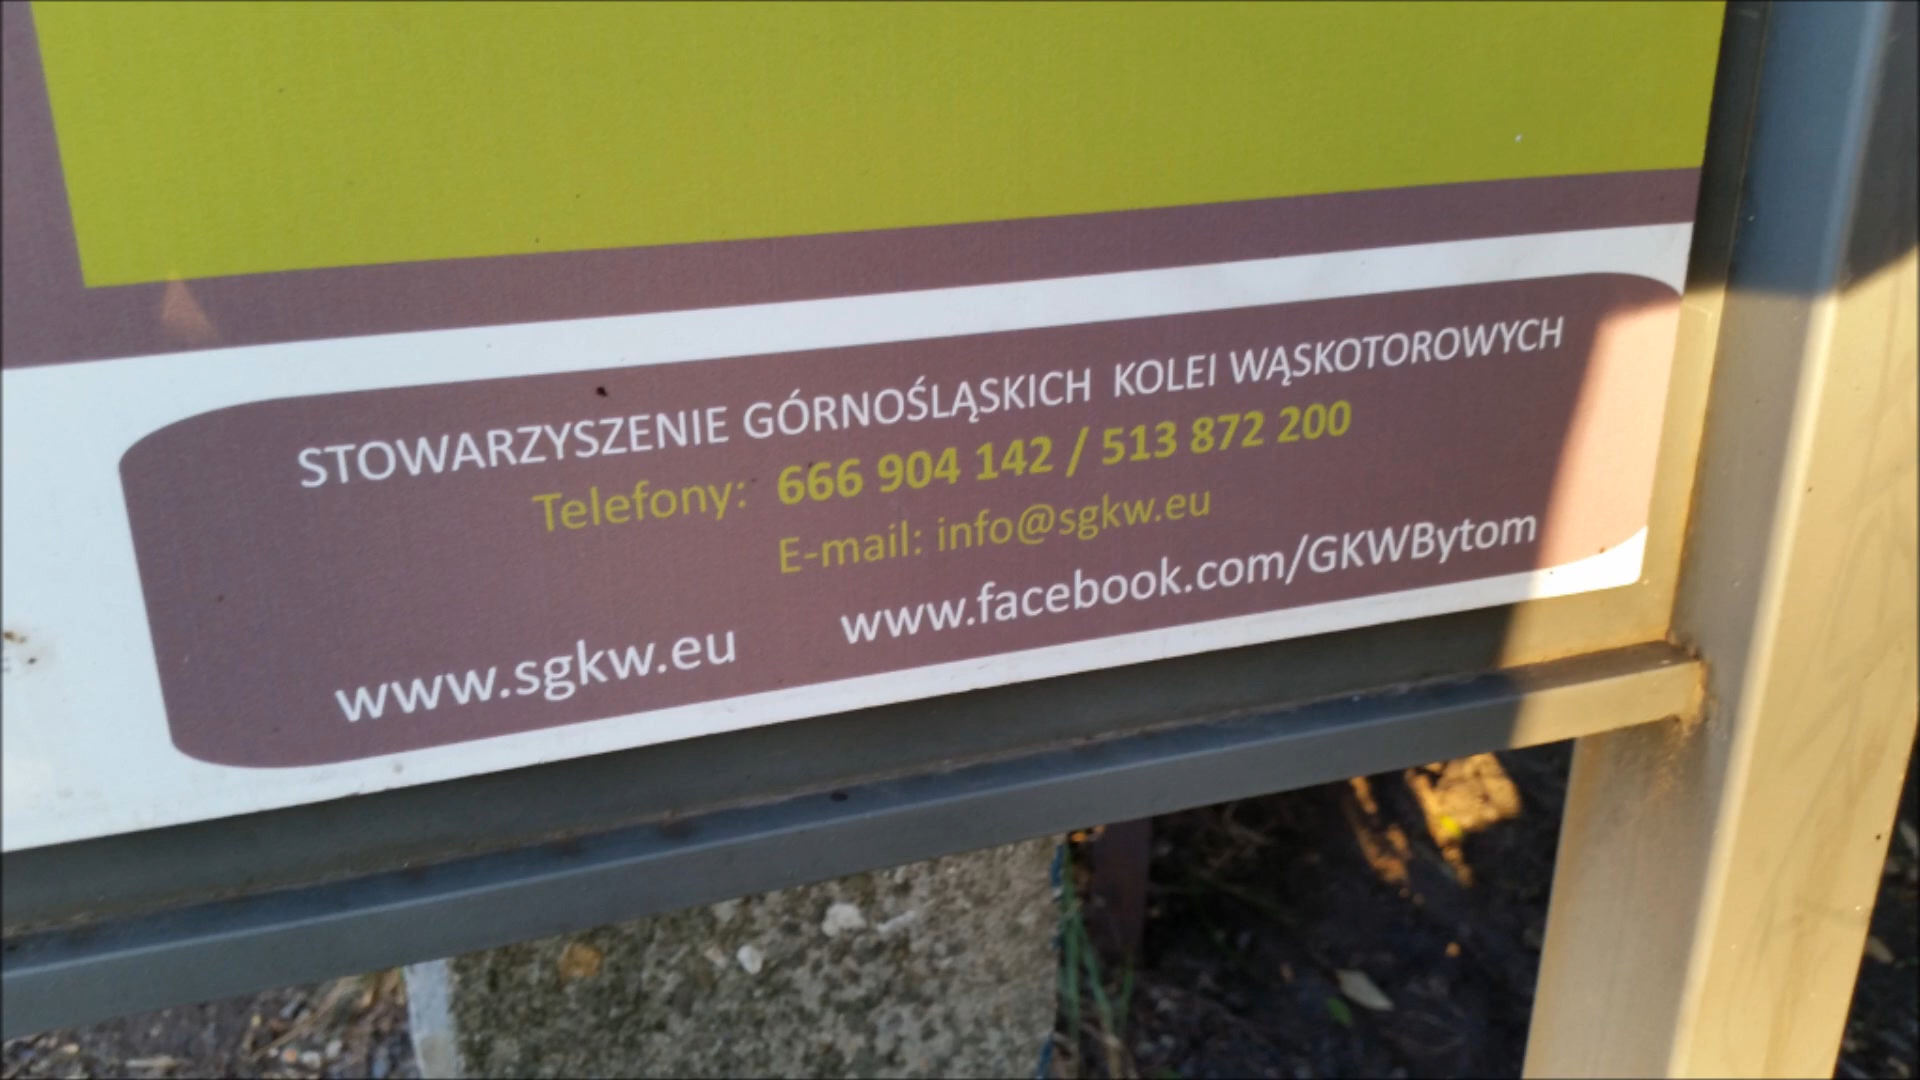 STOWARZYSZENIE GÓRNOŚLĄSKICH KOLEI WĄSKOTOROWYCH
Telefony: 666 904 142 / 513 872 200
E-mail: info@sgkw.eu
www.sgkw.eu www.facebook.com/GKWBytom